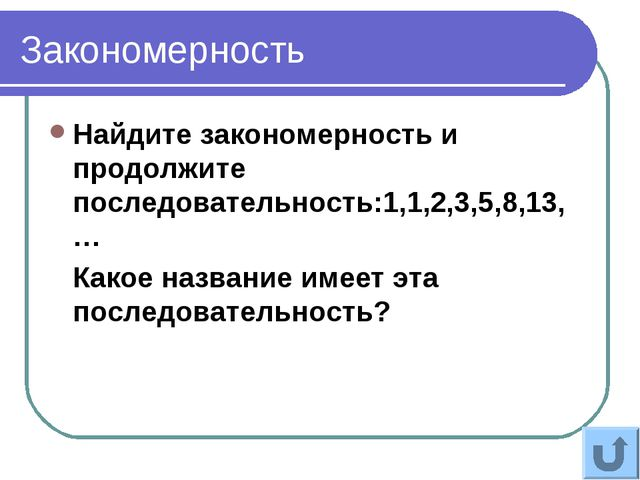 Закономерность
Найдите закономерность и
продолжите
последовательность:1,1,2,3,5,8,13,
…
Какое название имеет эта
последовательность?